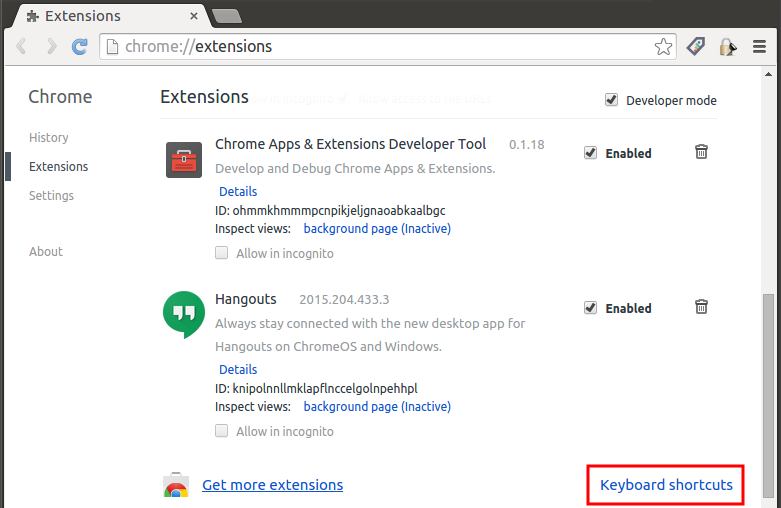 Extensions
chrome://extensions
Chrome
Extensions
Developer mode
History
Extensions
Settings
About
Chrome Apps & Extensions Developer Tool 0.1.18
Enabled
Develop and Debug Chrome Apps & Extensions.
Details
ID: ohmmkhmmmpcnpikjeljgnaoabkaalbgc
Inspect views: background page (Inactive)
Allow in incognito
Hangouts 2015.204.433.3
Enabled
Always stay connected with the new desktop app for
Hangouts on ChromeOS and Windows.
Details
ID: knipolnnllmklapflnccelgolnpehhpl
Inspect views: background page (Inactive)
Allow in incognito
Get more extensions
Keyboard shortcuts